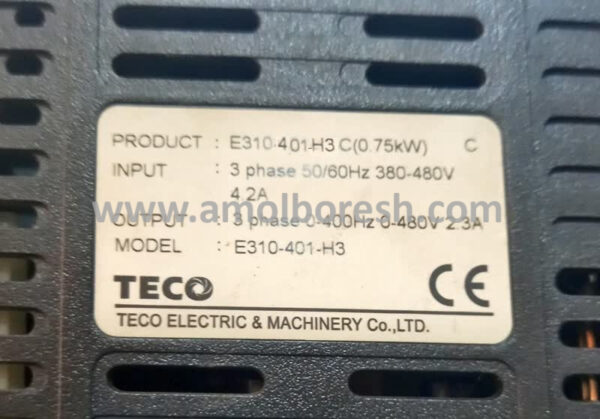 PRODUCT : E310-401-H3 C(0.75kW) C
INPUT : 3 phase 50/60Hz 380-480V
4.2A
www.amolboresh.com
OUTPUT : 3 phase 0-400Hz 0-480V 2.3A
MODEL : E310-401-H3
TECO CE
TECO ELECTRIC & MACHINERY Co.,LTD.